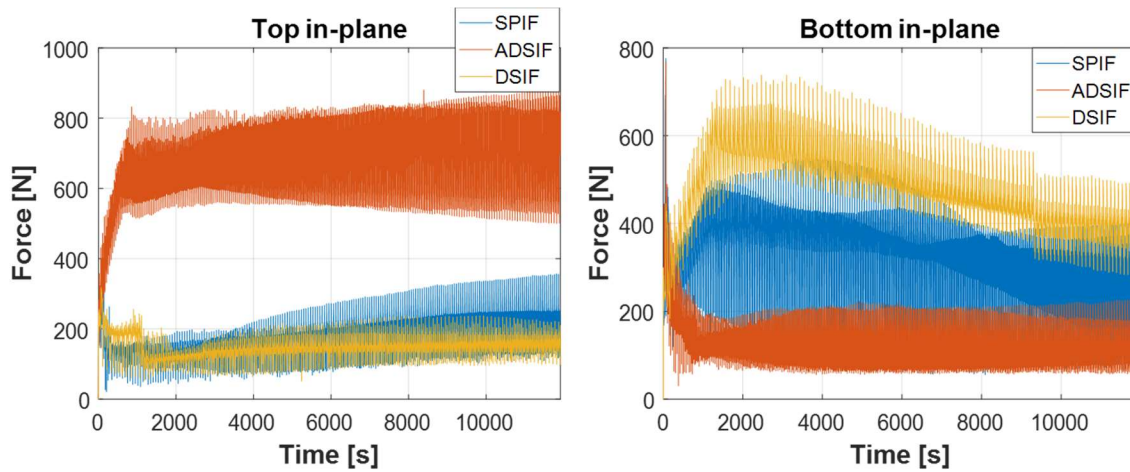 Top in-plane
SPIF
ADSIF
DSIF
1000
800
600
400
200
0
Force [N]
0 2000 4000 6000 8000 10000
Time [s]
Bottom in-plane
SPIF
ADSIF
DSIF
800
600
400
200
0
Force [N]
0 2000 4000 6000 8000 10000
Time [s]